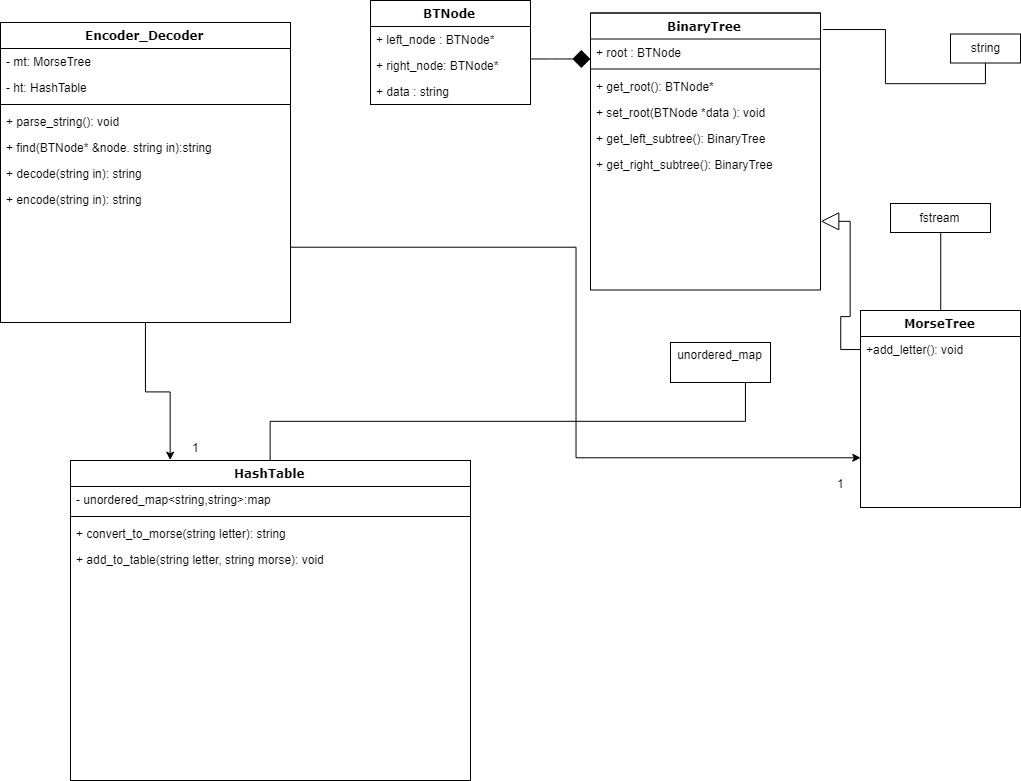 Encoder_Decoder
- mt: MorseTree
- ht: HashTable
+ parse_string(): void
+ find(BTNode* &node. string in):string
+ decode(string in): string
+ encode(string in): string
BTNode
+ left_node : BTNode*
+ right_node: BTNode*
+ data : string
BinaryTree
+ root : BTNode
+ get_root(): BTNode*
+ set_root(BTNode *data ): void
+ get_left_subtree(): BinaryTree
+ get_right_subtree(): BinaryTree
string
fstream
MorseTree
+add_letter(): void
unordered_map
1
1
HashTable
- unordered_map<string,string>:map
+ convert_to_morse(string letter): string
+ add_to_table(string letter, string morse): void